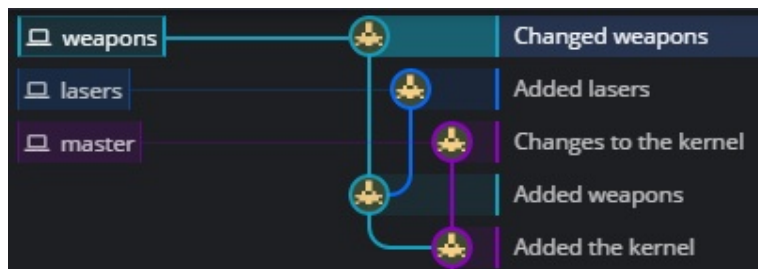 weapons Changed weapons
lasers Added lasers
master Changes to the kernel
Added weapons
Added the kernel